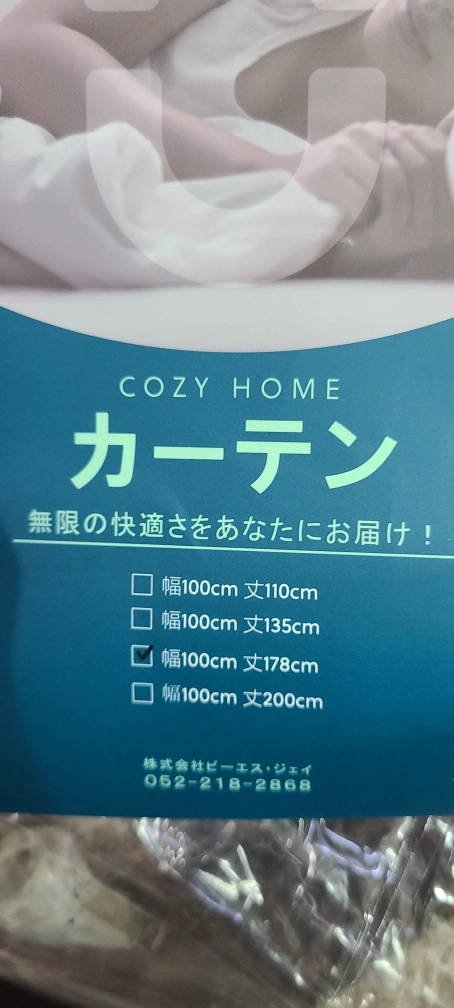 COZY HOME
カーテン
無限の快適さをあなたにお届け！
☐ 幅100cm 丈110cm
☐ 幅100cm 丈135cm
☑ 幅100cm 丈178cm
☐ 幅100cm 丈200cm
株式会社ピーエス・ジェイ
052-218-2868